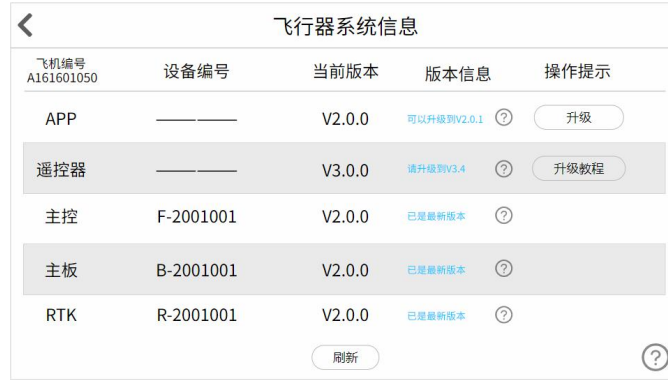 飞行器系统信息
飞机编号
A161601050
设备编号
当前版本
版本信息
操作提示
APP
————
V2.0.0
可以升级到V2.0.1
?
升级
遥控器
————
V3.0.0
请升级到V3.4
?
升级教程
主控
F-2001001
V2.0.0
已是最新版本
?
主板
B-2001001
V2.0.0
已是最新版本
?
RTK
R-2001001
V2.0.0
已是最新版本
?
刷新
?